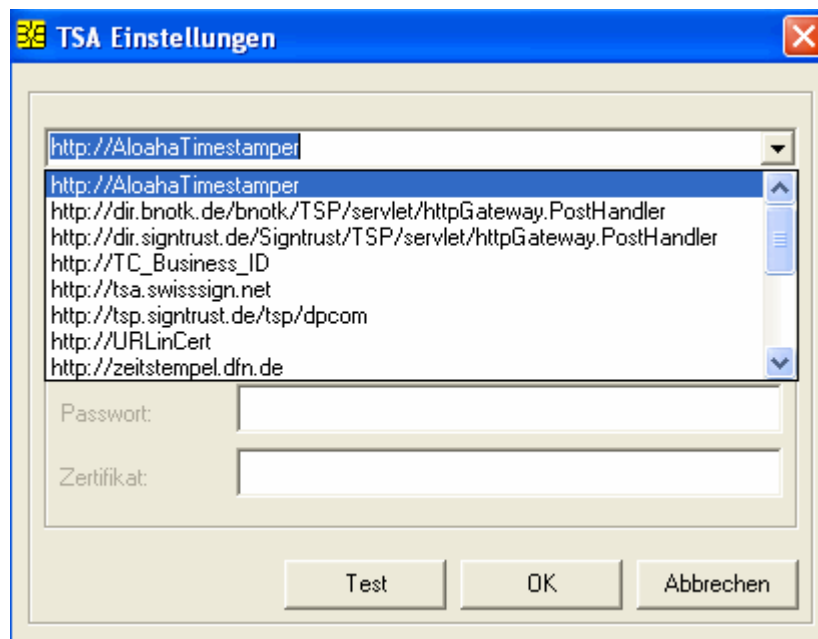 TSA Einstellungen
http://AloahaTimestamper
http://AloahaTimestamper
http://dir.bnotk.de/bnotk/TSP/servlet/httpGateway.PostHandler
http://dir.signtrust.de/Signtrust/TSP/servlet/httpGateway.PostHandler
http://TC_Business_ID
http://tsa.swisssign.net
http://tsp.signtrust.de/tsp/dpcom
http://URLinCert
http://zeitstempel.dfn.de
Passwort:
Zertifikat:
Test OK Abbrechen